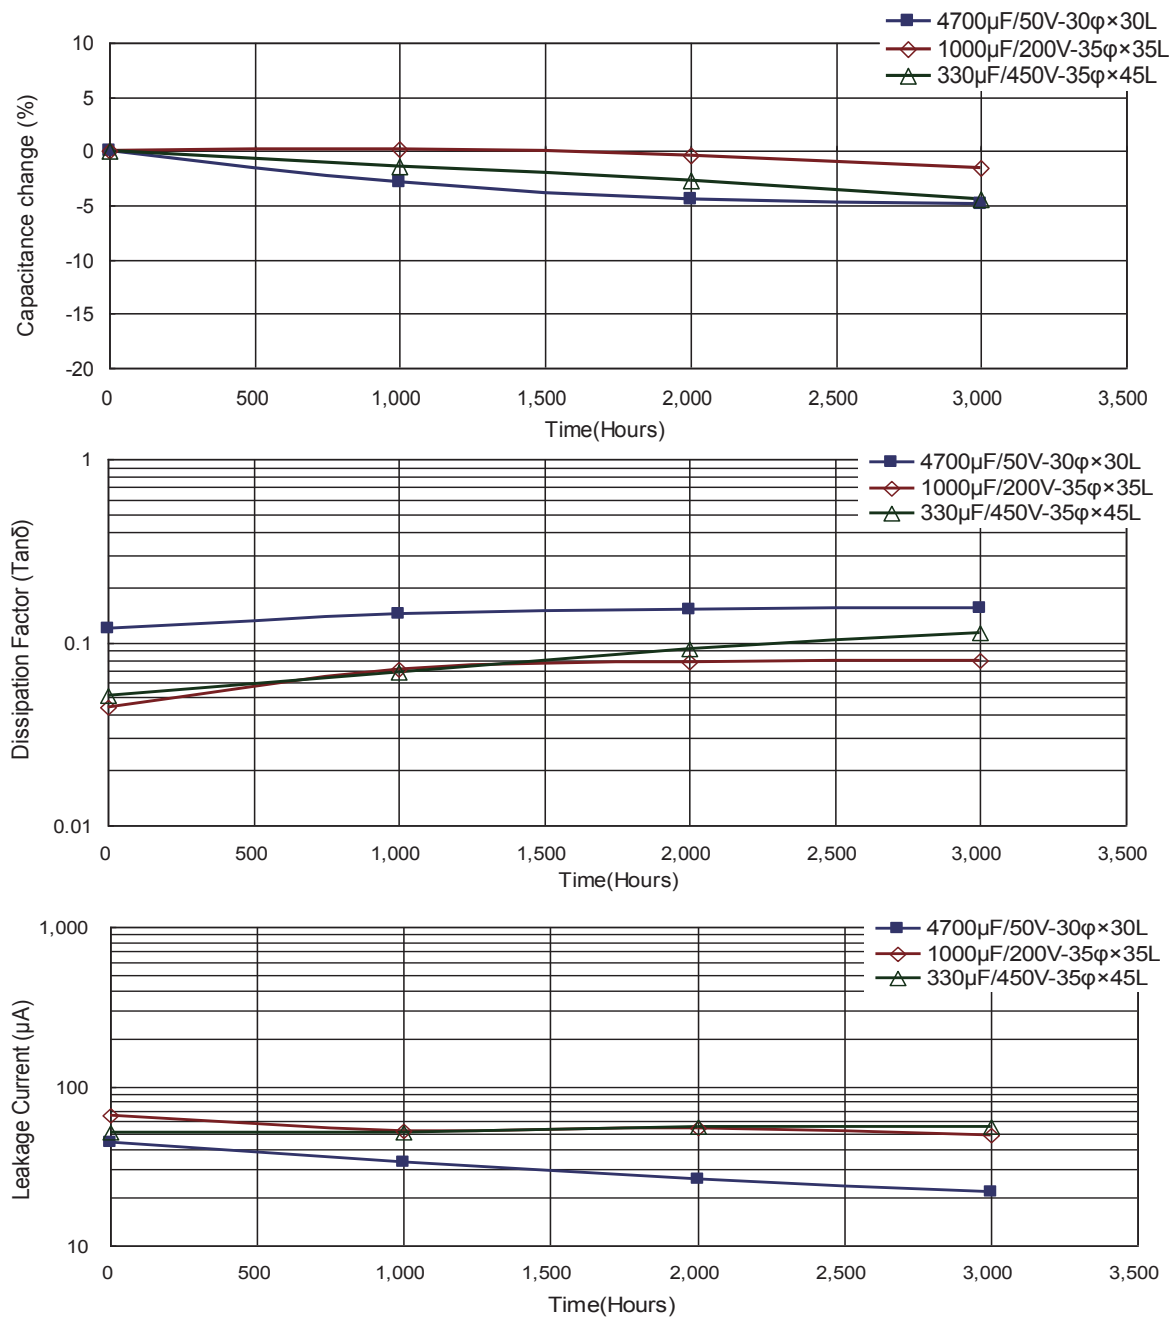 4700µF/50V-30φ×30L
1000µF/200V-35φ×35L
330µF/450V-35φ×45L
10
5
0
-5
-10
-15
-20
Capacitance change (%)
0 500 1,000 1,500 2,000 2,500 3,000 3,500
Time(Hours)
4700µF/50V-30φ×30L
1000µF/200V-35φ×35L
330µF/450V-35φ×45L
1
0.1
0.01
Dissipation Factor (Tanδ)
0 500 1,000 1,500 2,000 2,500 3,000 3,500
Time(Hours)
4700µF/50V-30φ×30L
1000µF/200V-35φ×35L
330µF/450V-35φ×45L
1,000
100
10
Leakage Current (µA)
0 500 1,000 1,500 2,000 2,500 3,000 3,500
Time(Hours)